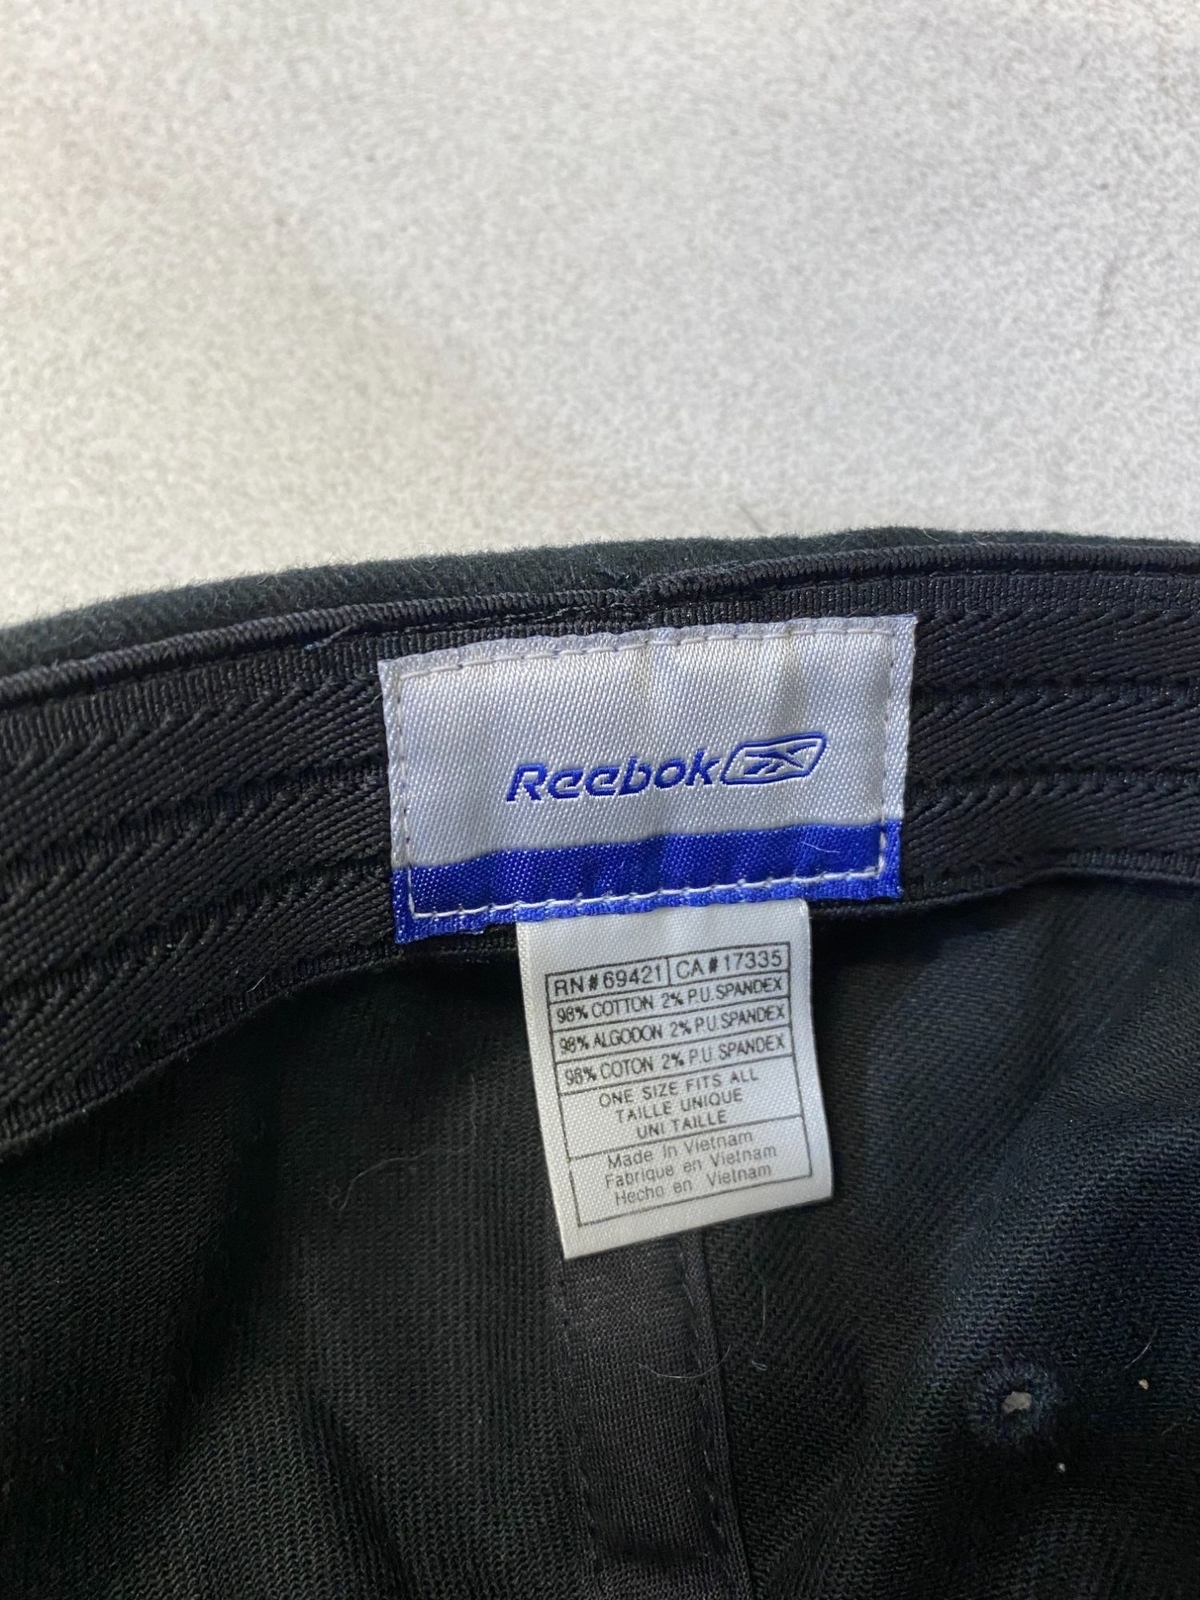 Reebok
RN#69421 CA#17335
98% COTTON 2% P.U.SPANDEX
98% ALGODON 2% P.U.SPANDEX
98% COTON 2% P.U.SPANDEX
ONE SIZE FITS ALL
TAILLE UNIQUE
UNI TAILLE
Made In Vietnam
Fabrique en Vietnam
Hecho en Vietnam